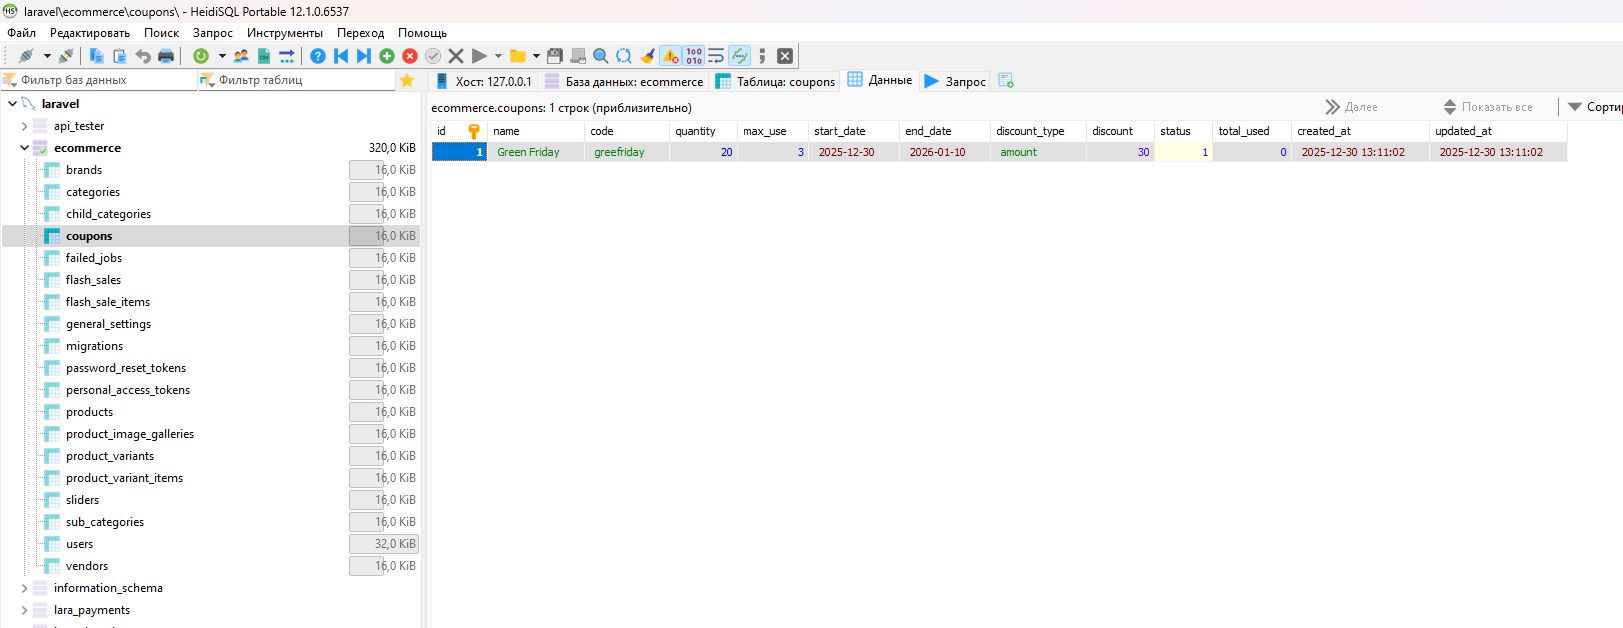 laravel\ecommerce\coupons\ - HeidiSQL Portable 12.1.0.6537
Файл Редактировать Поиск Запрос Инструменты Переход Помощь
Фильтр баз данных Фильтр таблиц
Хост: 127.0.0.1 База данных: ecommerce Таблица: coupons Данные Запрос
laravel
api_tester
ecommerce 320,0 KiB
brands 16,0 KiB
categories 16,0 KiB
child_categories 16,0 KiB
coupons 16,0 KiB
failed_jobs 16,0 KiB
flash_sales 16,0 KiB
flash_sale_items 16,0 KiB
general_settings 16,0 KiB
migrations 16,0 KiB
password_reset_tokens 16,0 KiB
personal_access_tokens 16,0 KiB
products 16,0 KiB
product_image_galleries 16,0 KiB
product_variants 16,0 KiB
product_variant_items 16,0 KiB
sliders 16,0 KiB
sub_categories 16,0 KiB
users 32,0 KiB
vendors 16,0 KiB
information_schema
lara_payments
ecommerce.coupons: 1 строк (приблизительно) Далее Показать все Сорти
id name code quantity max_use start_date end_date discount_type discount status total_used created_at updated_at
1 Green Friday greefriday 20 3 2025-12-30 2026-01-10 amount 30 1 0 2025-12-30 13:11:02 2025-12-30 13:11:02